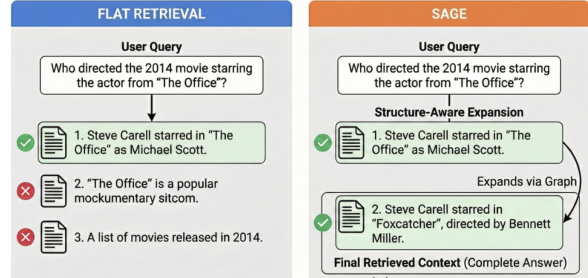 FLAT RETRIEVAL
User Query
Who directed the 2014 movie starring
the actor from “The Office”?
1. Steve Carell starred in “The
Office” as Michael Scott.
2. “The Office” is a popular
mockumentary sitcom.
3. A list of movies released in 2014.
SAGE
User Query
Who directed the 2014 movie starring
the actor from “The Office”?
Structure-Aware Expansion
1. Steve Carell starred in “The
Office” as Michael Scott.
Expands via Graph
2. Steve Carell starred in
“Foxcatcher”, directed by Bennett
Miller.
Final Retrieved Context (Complete Answer)